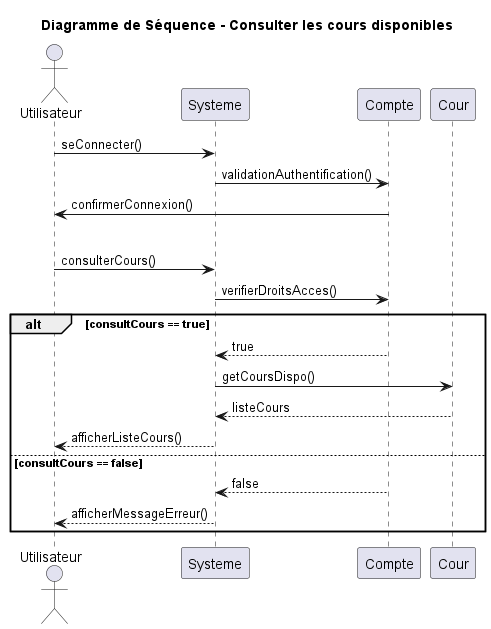 Diagramme de Séquence - Consulter les cours disponibles
Utilisateur
Systeme
Compte
Cour
seConnecter()
validationAuthentification()
confirmerConnexion()
consulterCours()
verifierDroitsAcces()
alt
[consultCours == true]
true
getCoursDispo()
listeCours
afficherListeCours()
[consultCours == false]
false
afficherMessageErreur()
Utilisateur
Systeme
Compte
Cour